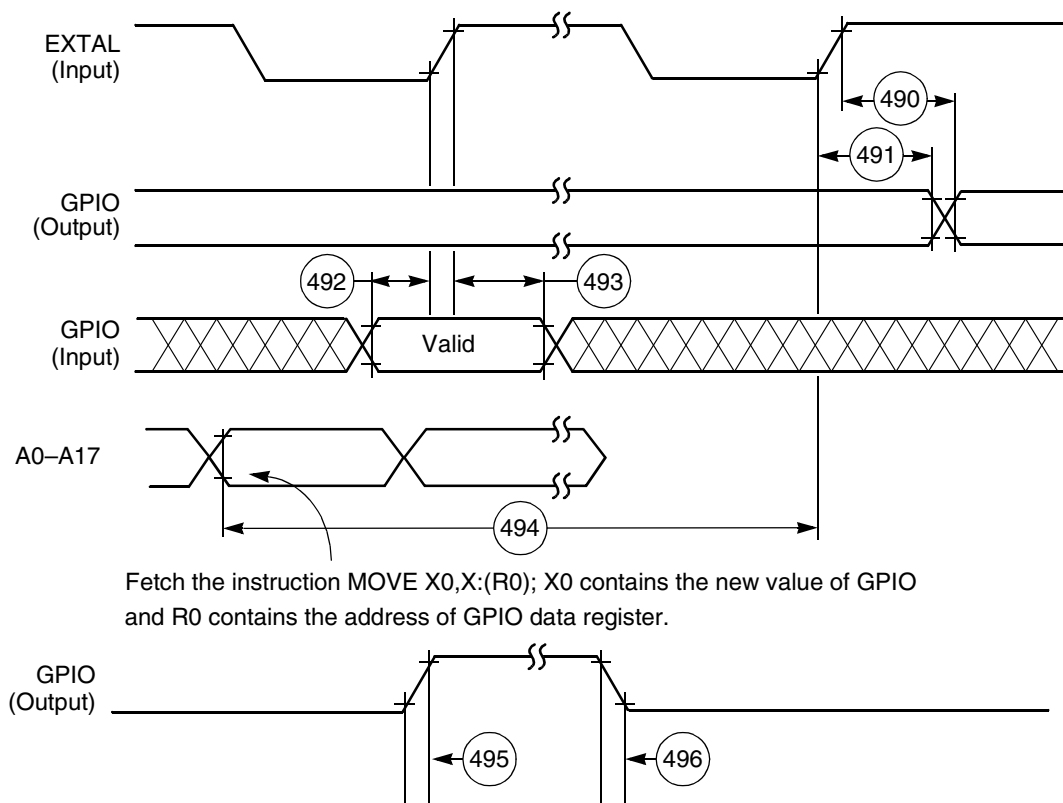 EXTAL
(Input)
490
491
GPIO
(Output)
492
493
GPIO
(Input)
Valid
A0–A17
494
Fetch the instruction MOVE X0,X:(R0); X0 contains the new value of GPIO
and R0 contains the address of GPIO data register.
GPIO
(Output)
495
496